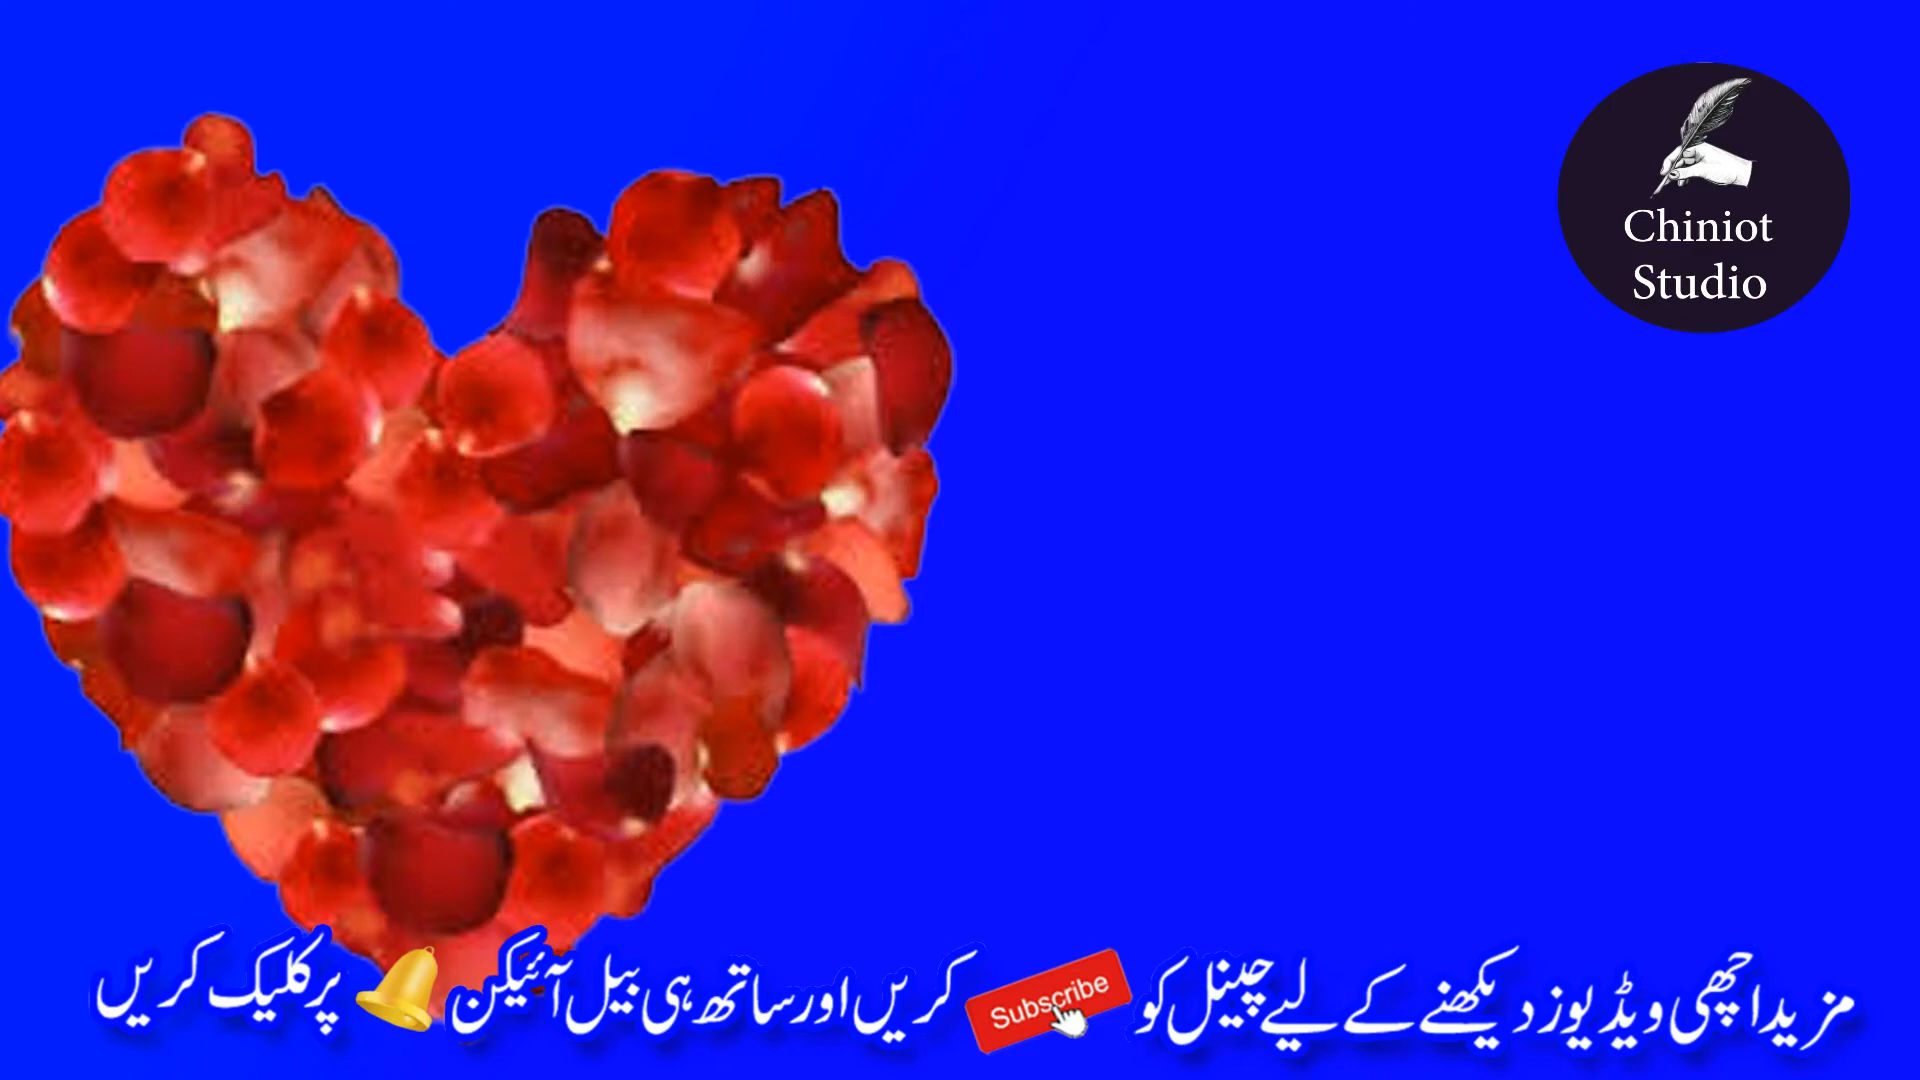 Chiniot
Studio
مزید اچھی ویڈیوز دیکھنے کے لیے چینل کو Subscribe کریں اور ساتھ ہی بیل آئیکن پر کلیک کریں